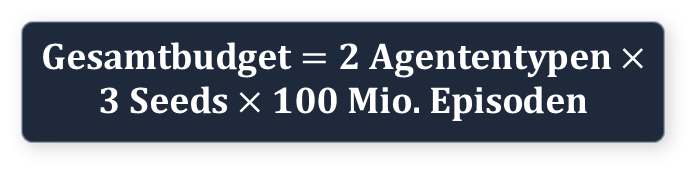 Gesamtbudget = 2 Agententypen ×
3 Seeds × 100 Mio. Episoden